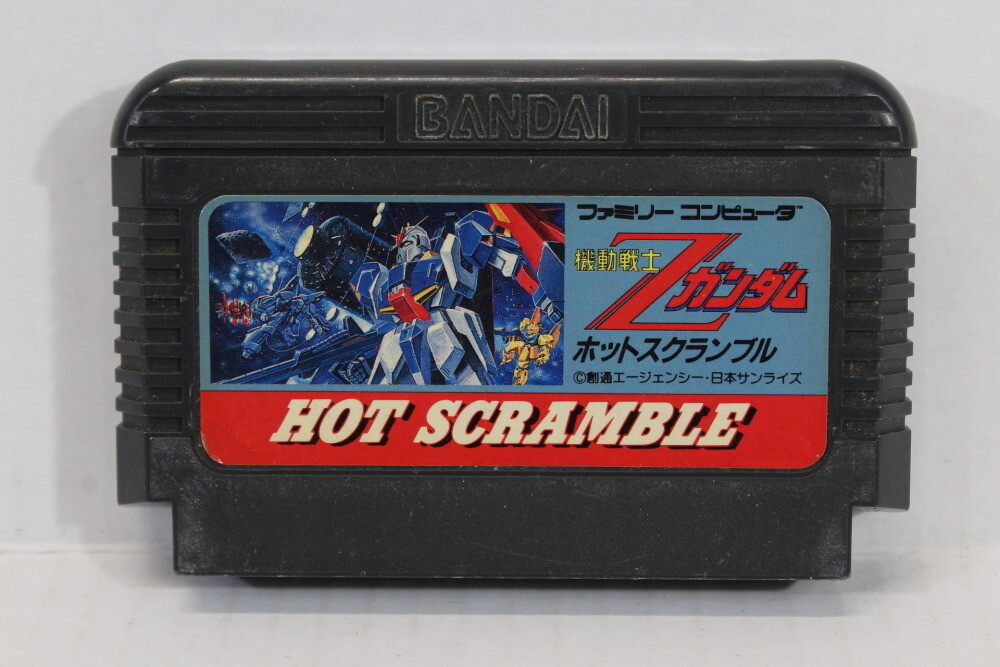 BANDAI
ファミリー コンピュータ™
機動戦士
Zガンダム
ホットスクランブル
©創通エージェンシー・日本サンライズ
HOT SCRAMBLE